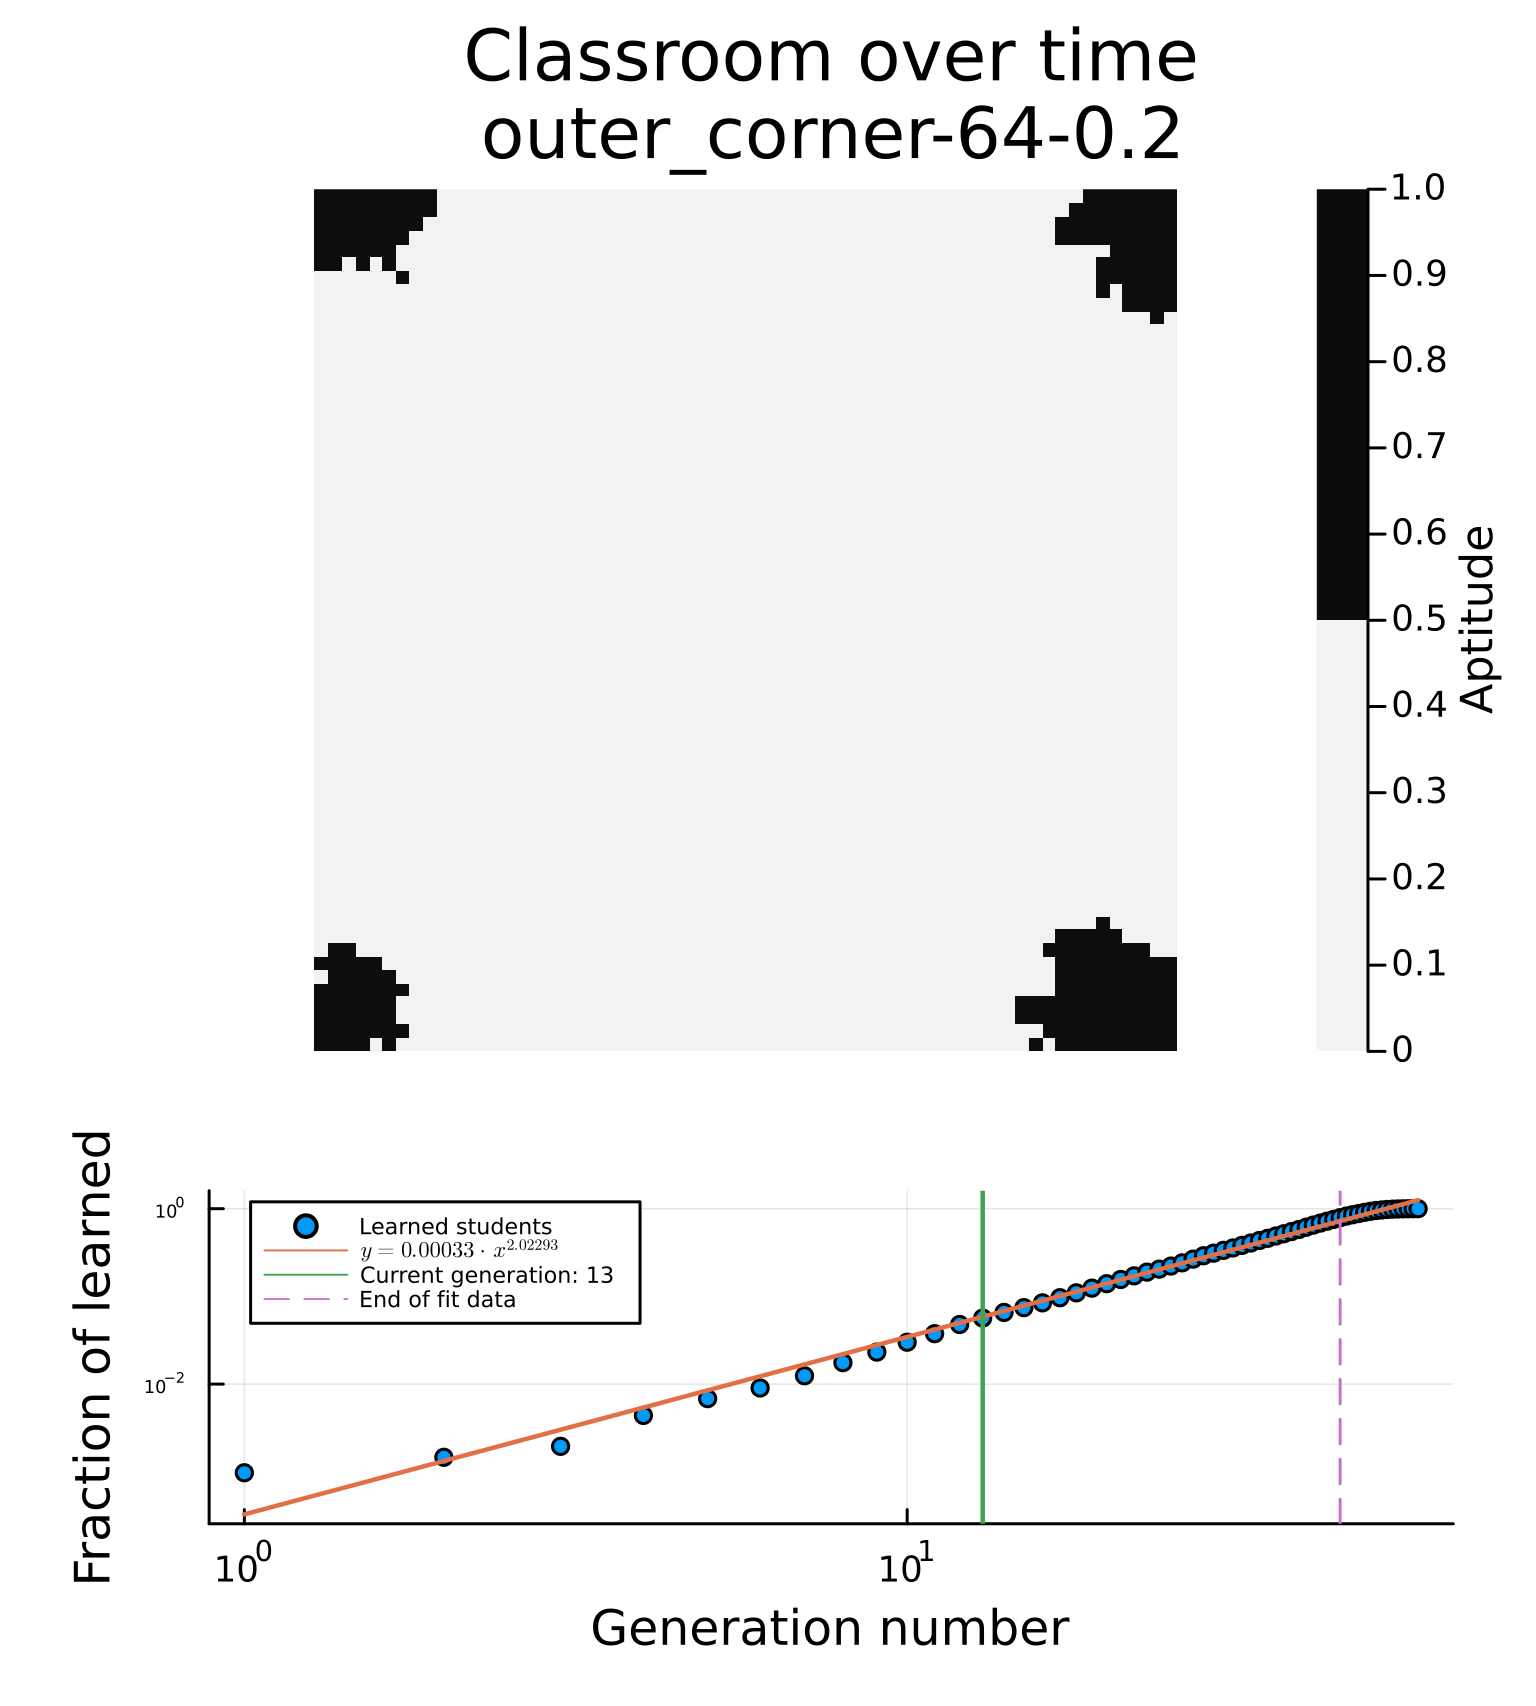 Classroom over time
outer_corner-64-0.2
1.0
0.9
0.8
0.7
0.6
0.5
0.4
0.3
0.2
0.1
0
Aptitude
Fraction of learned
10^0
10^-2
Learned students
y = 0.00033 · x^2.02293
Current generation: 13
End of fit data
10^0
10^1
Generation number